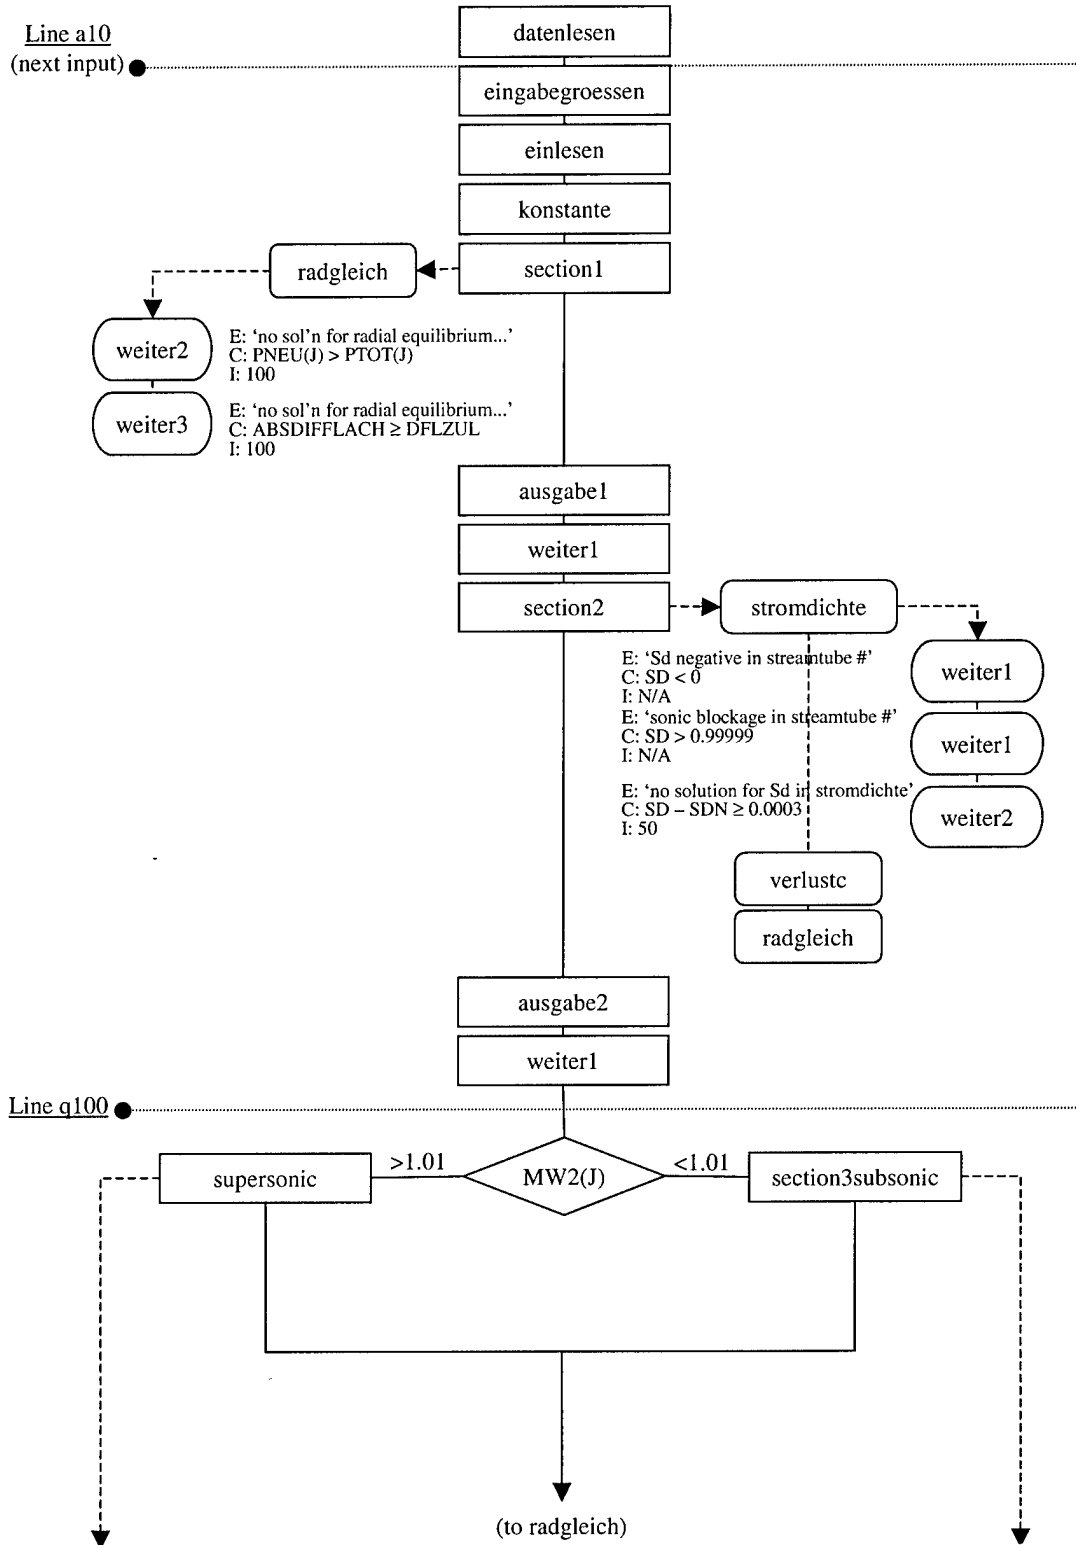 Line a10
(next input)
datenlesen
eingabegroessen
einlesen
konstante
section1
radgleich
weiter2
E: ‘no sol’n for radial equilibrium...’
C: PNEU(J) > PTOT(J)
I: 100
weiter3
E: ‘no sol’n for radial equilibrium...’
C: ABSDIFFLACH ≥ DFLZUL
I: 100
ausgabe1
weiter1
section2
stromdichte
E: ‘Sd negative in streamtube #’
C: SD < 0
I: N/A
weiter1
E: ‘sonic blockage in streamtube #’
C: SD > 0.99999
I: N/A
weiter1
E: ‘no solution for Sd in stromdichte’
C: SD – SDN ≥ 0.0003
I: 50
weiter2
verlustc
radgleich
ausgabe2
weiter1
Line q100
supersonic
>1.01
MW2(J)
<1.01
section3subsonic
(to radgleich)